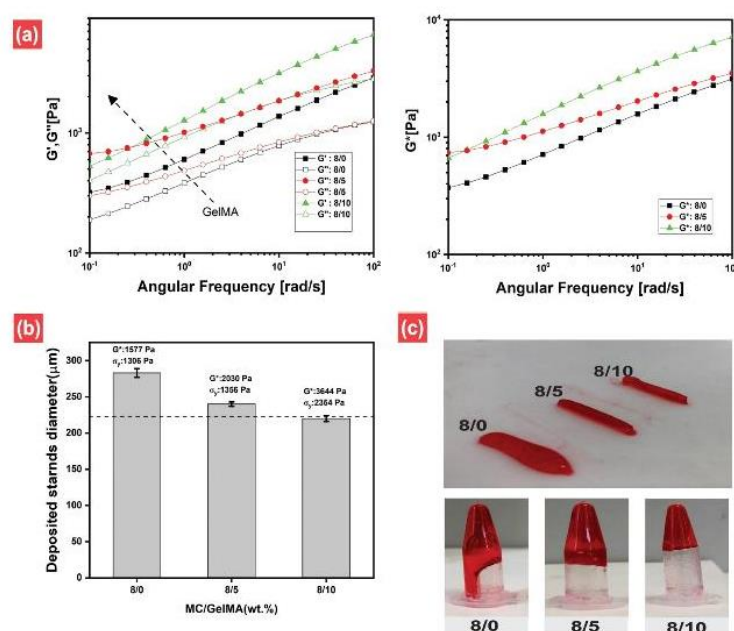 (a)
G',G"[Pa]
10³
10²
10⁻¹
10⁰
10¹
10²
Angular Frequency [rad/s]
GelMA
G' : 8/0
G": 8/0
G": 8/5
G": 8/5
G' : 8/10
G": 8/10
G*[Pa]
10⁴
10³
10²
10⁻¹
10⁰
10¹
10
Angular Frequency [rad/s]
G*: 8/0
G*: 8/5
G*: 8/10
(b)
Deposited starnds diameter(μm)
300
250
200
150
100
50
0
G*:1577 Pa
σy:1306 Pa
G*:2030 Pa
σy:1356 Pa
G*:3644 Pa
σy:2354 Pa
8/0
8/5
8/10
MC/GelMA(wt.%)
(c)
8/10
8/5
8/0
8/0
8/5
8/10